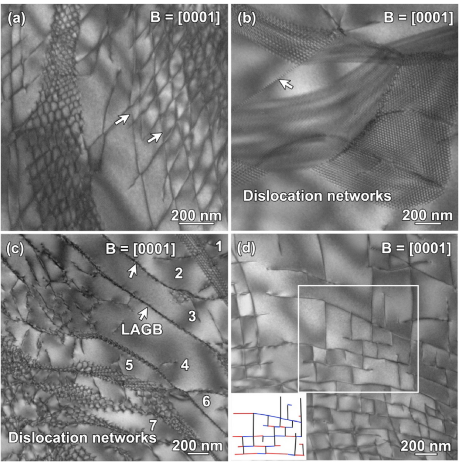 (a) B = [0001]
200 nm
(b) B = [0001]
Dislocation networks
200 nm
(c) B = [0001] 1
2
LAGB 3
5 4
6
7
Dislocation networks
200 nm
(d) B = [0001]
200 nm